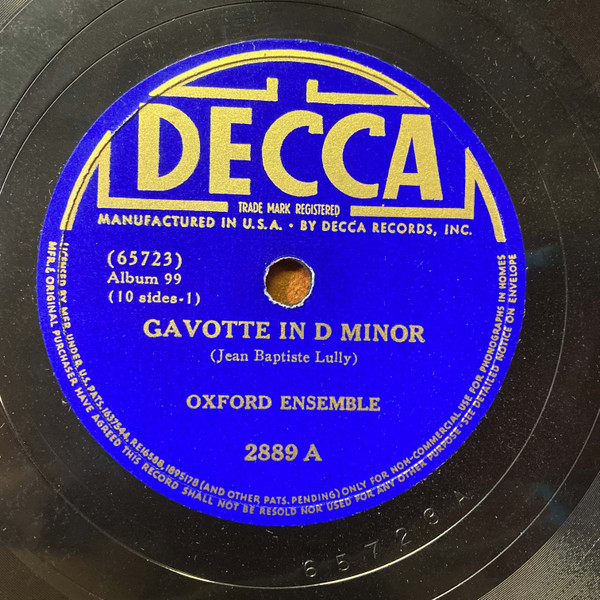 DECCA
TRADE MARK REGISTERED
MANUFACTURED IN U.S.A. • BY DECCA RECORDS, INC.
(65723)
Album 99
(10 sides-1)
GAVOTTE IN D MINOR
(Jean Baptiste Lully)
OXFORD ENSEMBLE
2889 A
LICENSED BY MFR. UNDER U.S. PATS. 1637544, RE16588, 1895178 (AND OTHER PATS. PENDING) ONLY FOR NON-COMMERCIAL USE FOR PHONOGRAPHS IN HOMES
MFR. & ORIGINAL PURCHASER HAVE AGREED THIS RECORD SHALL NOT BE RESOLD NOR USED FOR ANY OTHER PURPOSE SEE DETAILED NOTICE ON ENVELOPE
65729 A